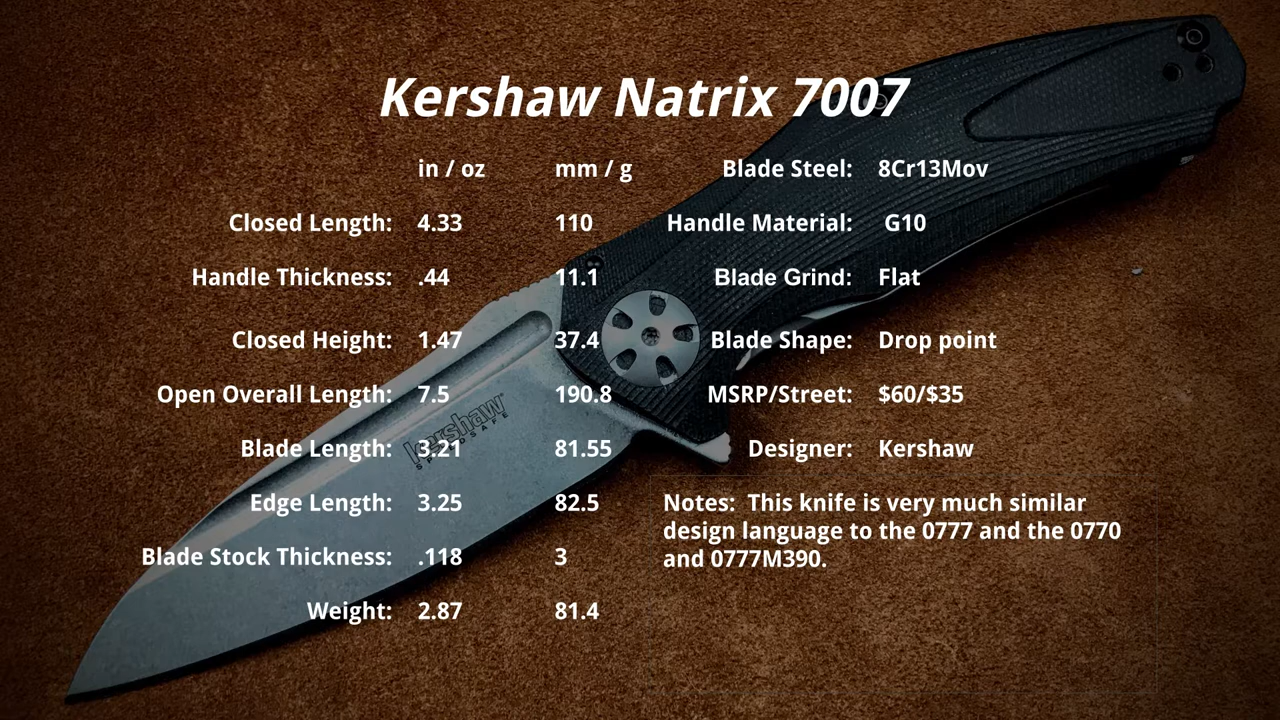 Kershaw Natrix 7007
in / oz mm / g
Closed Length: 4.33 110
Handle Thickness: .44 11.1
Closed Height: 1.47 37.4
Open Overall Length: 7.5 190.8
Blade Length: 3.21 81.55
Edge Length: 3.25 82.5
Blade Stock Thickness: .118 3
Weight: 2.87 81.4
Blade Steel: 8Cr13Mov
Handle Material: G10
Blade Grind: Flat
Blade Shape: Drop point
MSRP/Street: $60/$35
Designer: Kershaw
Notes: This knife is very much similar
design language to the 0777 and the 0770
and 0777M390.
kershaw
SPEEDSAFE